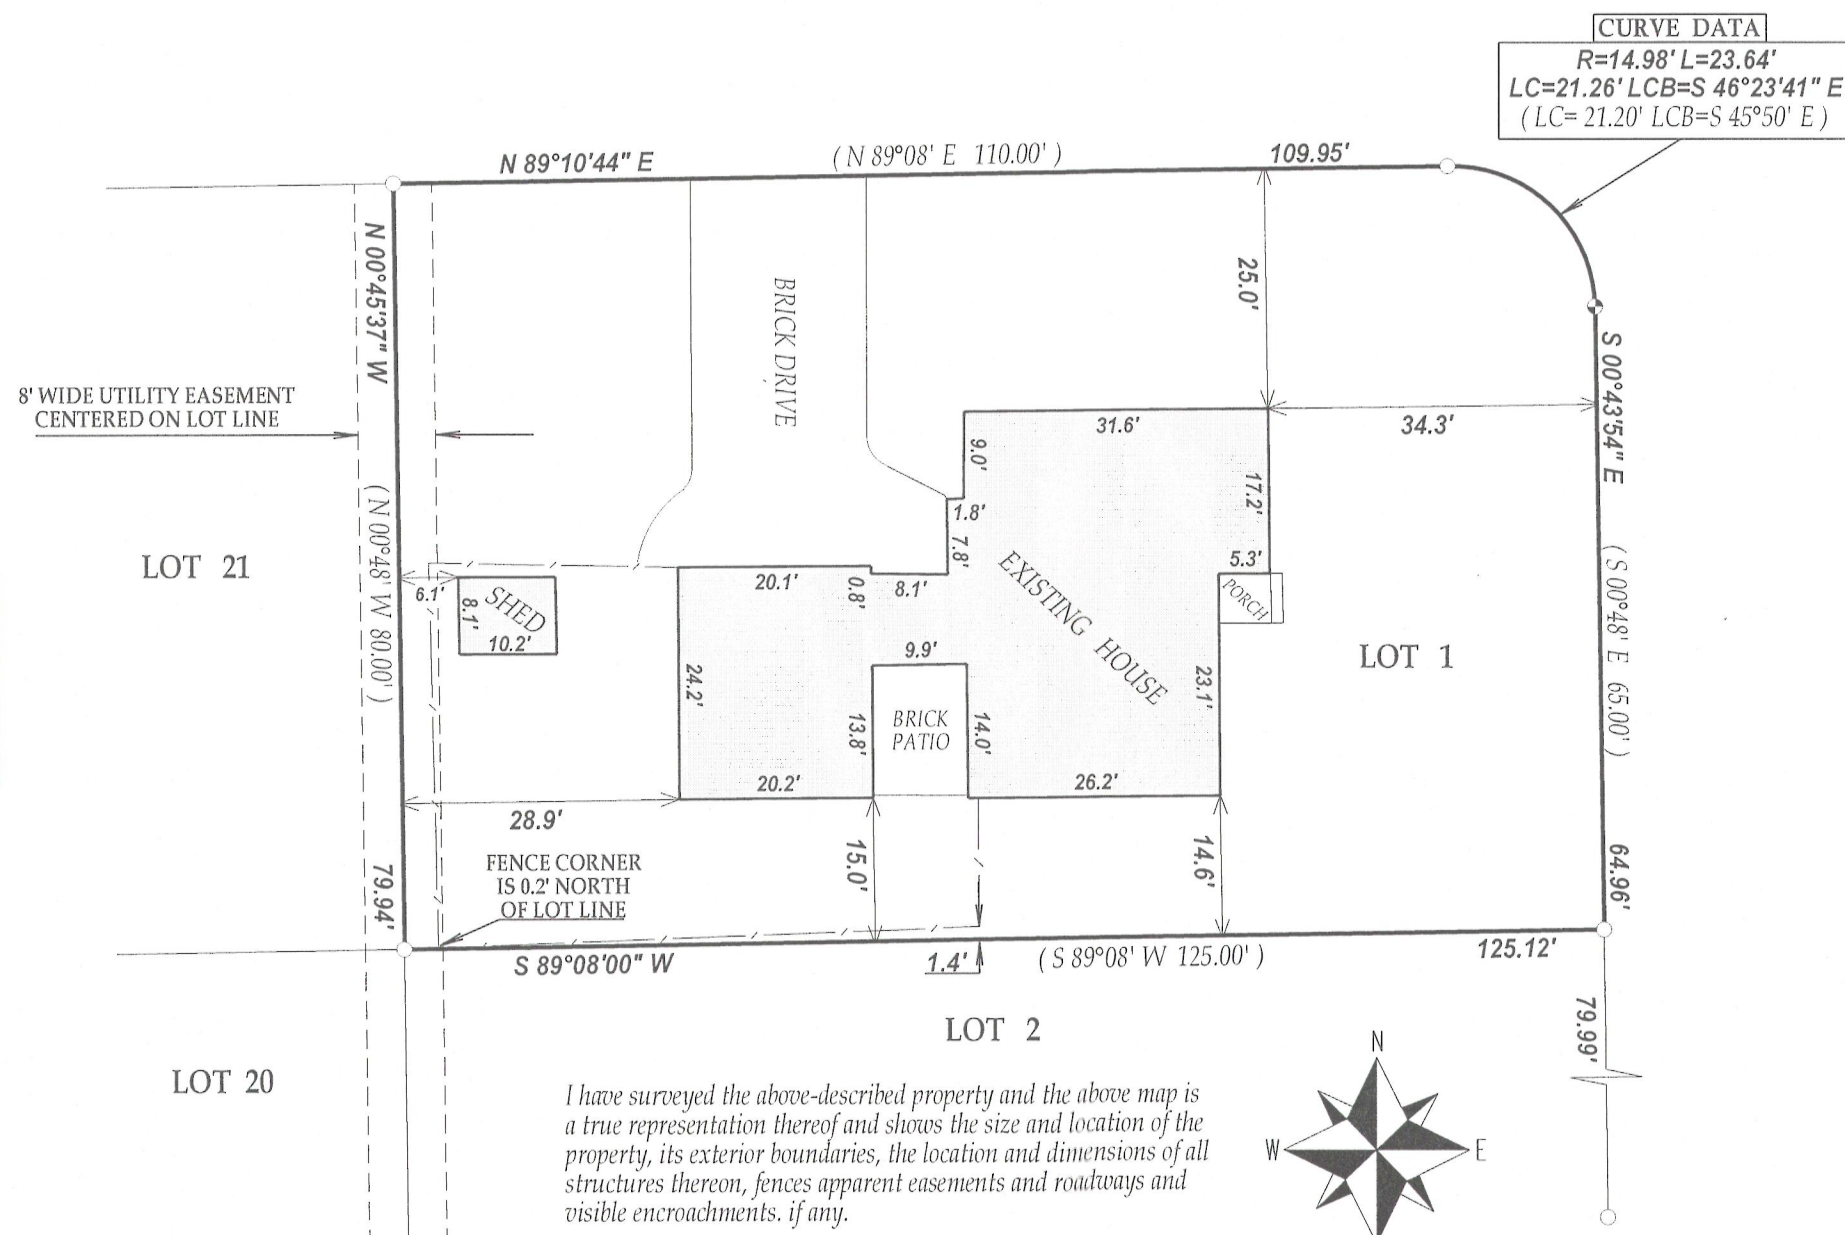 CURVE DATA
R=14.98' L=23.64'
LC=21.26' LCB=S 46°23'41" E
( LC= 21.20' LCB=S 45°50' E )
N 89°10'44" E
( N 89°08' E 110.00' )
109.95'
N 00°45'37" W
( N 00°48' W 80.00' )
79.94'
BRICK DRIVE
25.0'
S 00°43'54" E
( S 00°48' E 65.00' )
64.96'
8' WIDE UTILITY EASEMENT
CENTERED ON LOT LINE
31.6'
34.3'
9.0'
17.2'
1.8'
7.8'
5.3'
PORCH
EXISTING HOUSE
LOT 21
20.1'
0.8'
8.1'
6.1'
8.1'
SHED
10.2'
9.9'
LOT 1
24.2'
13.8'
BRICK
PATIO
14.0'
23.1'
20.2'
26.2'
28.9'
15.0'
14.6'
FENCE CORNER
IS 0.2' NORTH
OF LOT LINE
S 89°08'00" W
1.4'
( S 89°08' W 125.00' )
125.12'
79.99'
LOT 2
LOT 20
I have surveyed the above-described property and the above map is
a true representation thereof and shows the size and location of the
property, its exterior boundaries, the location and dimensions of all
structures thereon, fences apparent easements and roadways and
visible encroachments. if any.
N
W
E